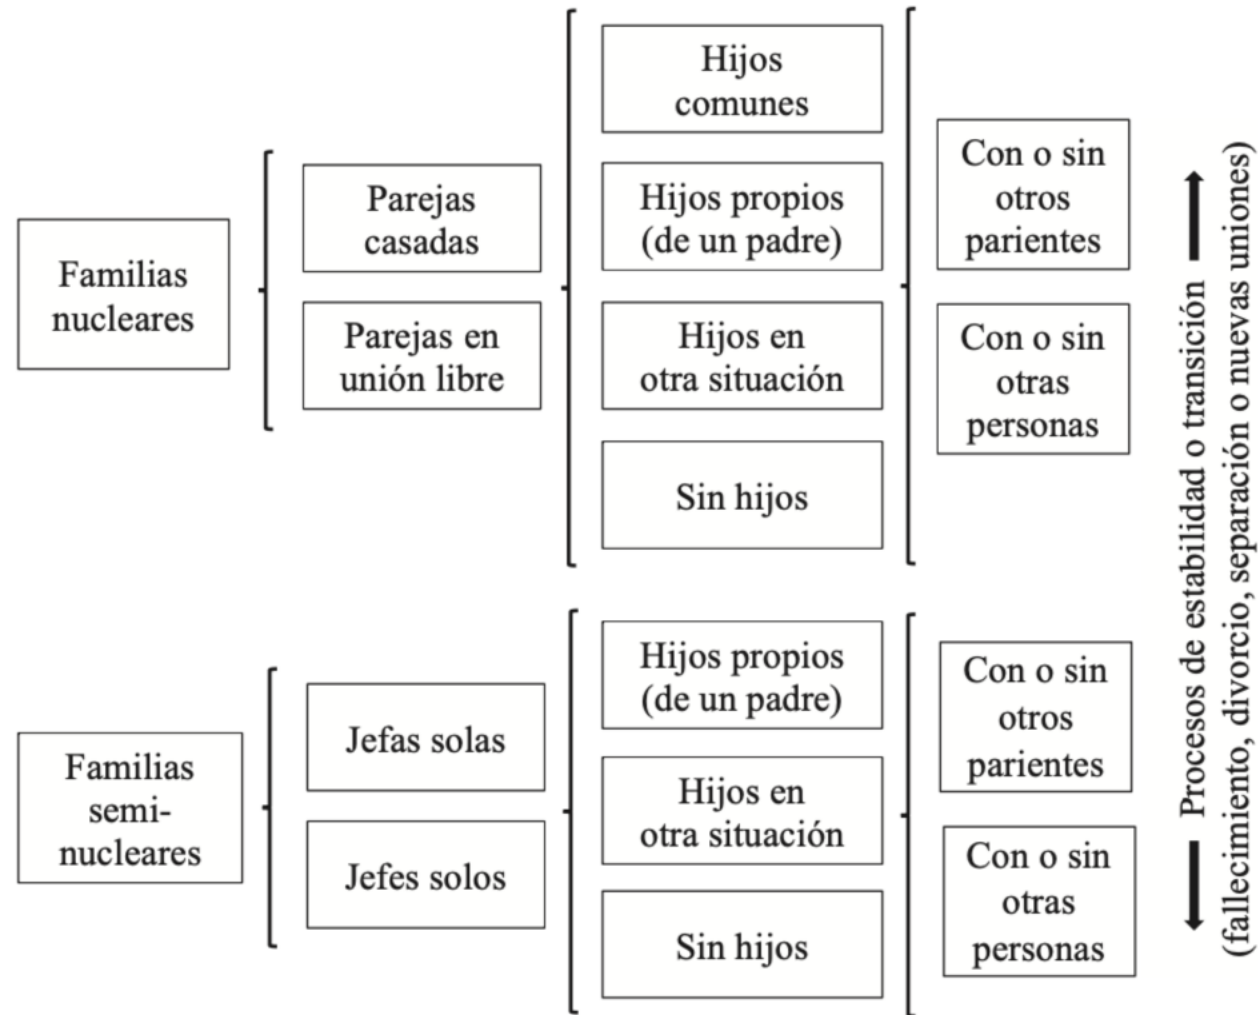 Familias
nucleares
Parejas
casadas
Parejas en
unión libre
Hijos
comunes
Hijos propios
(de un padre)
Hijos en
otra situación
Sin hijos
Con o sin
otros
parientes
Con o sin
otras
personas
Familias
semi-
nucleares
Jefas solas
Jefes solos
Hijos propios
(de un padre)
Hijos en
otra situación
Sin hijos
Con o sin
otros
parientes
Con o sin
otras
personas
Procesos de estabilidad o transición
(fallecimiento, divorcio, separación o nuevas uniones)